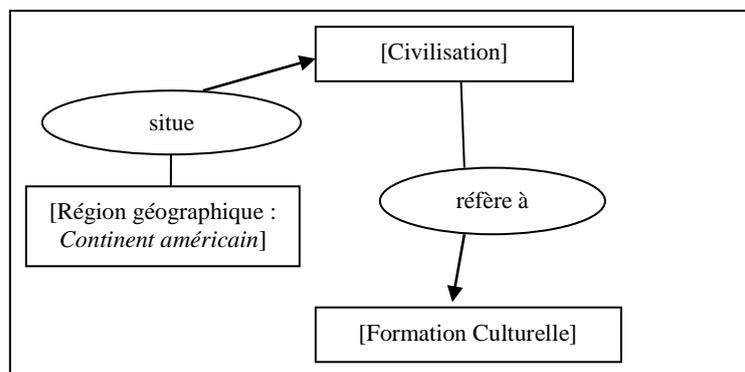 [Civilisation]
situe
[Région géographique :
Continent américain]
réfère à
[Formation Culturelle]